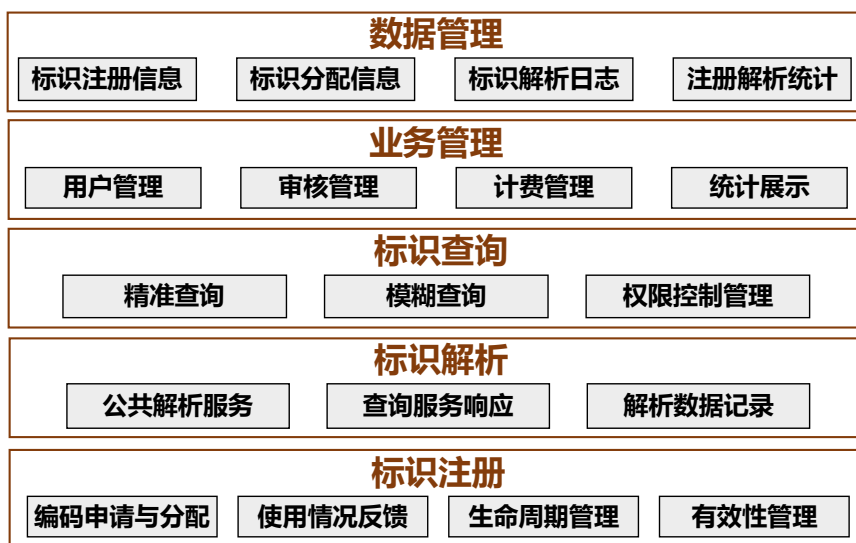 数据管理
标识注册信息 标识分配信息 标识解析日志 注册解析统计
业务管理
用户管理 审核管理 计费管理 统计展示
标识查询
精准查询 模糊查询 权限控制管理
标识解析
公共解析服务 查询服务响应 解析数据记录
标识注册
编码申请与分配 使用情况反馈 生命周期管理 有效性管理